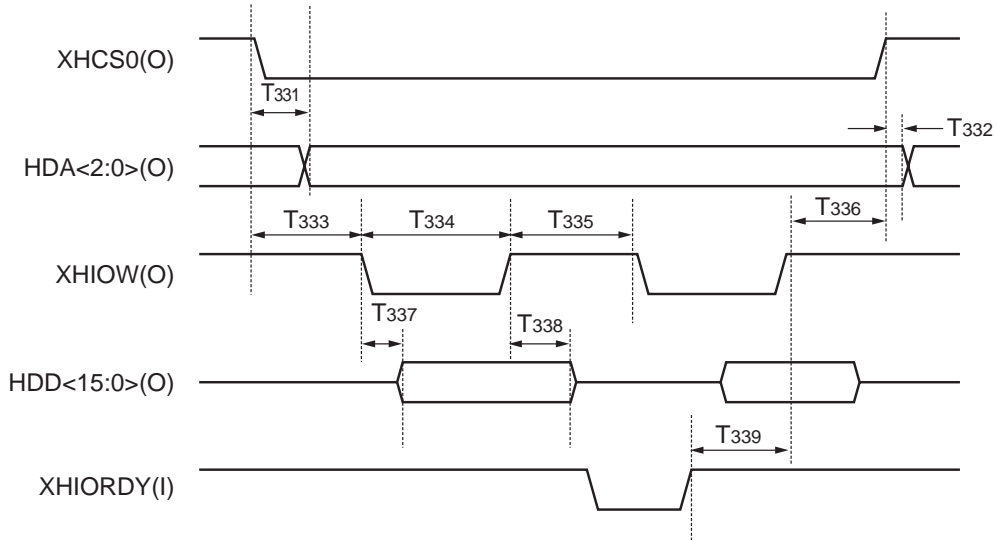 XHCS0(O)
T331
T332
HDA<2:0>(O)
T336
T333
T334
T335
XHIOW(O)
T337
T338
HDD<15:0>(O)
T339
XHIORDY(I)